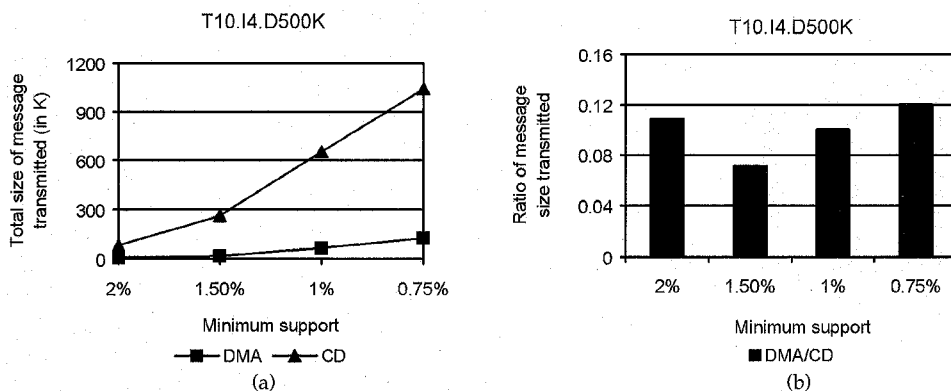 T10.I4.D500K
Total size of message
transmitted (in K)
1200
900
600
300
0
2%
1.50%
1%
0.75%
Minimum support
DMA
CD
(a)
T10.I4.D500K
Ratio of message
size transmitted
0.16
0.12
0.08
0.04
0
2%
1.50%
1%
0.75%
Minimum support
DMA/CD
(b)